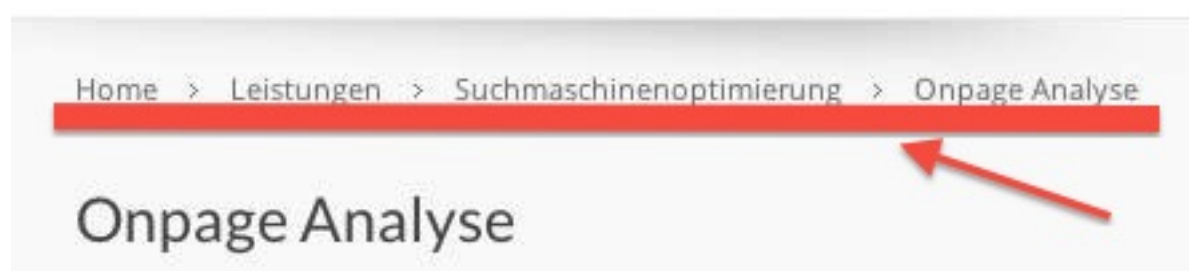 Home > Leistungen > Suchmaschinenoptimierung > Onpage Analyse
Onpage Analyse